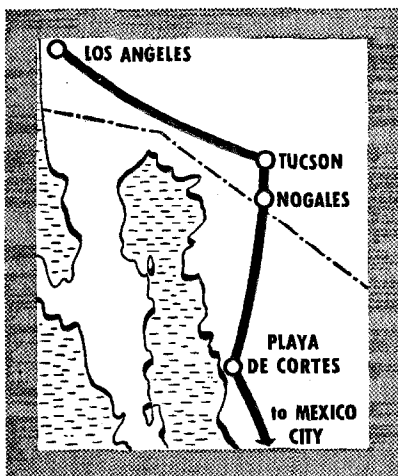 LOS ANGELES
TUCSON
NOGALES
PLAYA
DE CORTES
to MEXICO
CITY